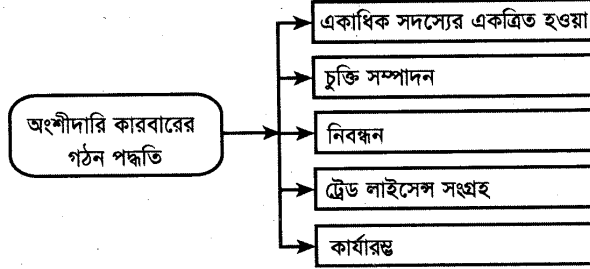 অংশীদারি কারবারের
গঠন পদ্ধতি
একাধিক সদস্যের একত্রিত হওয়া
চুক্তি সম্পাদন
নিবন্ধন
ট্রেড লাইসেন্স সংগ্রহ
কার্যারম্ভ